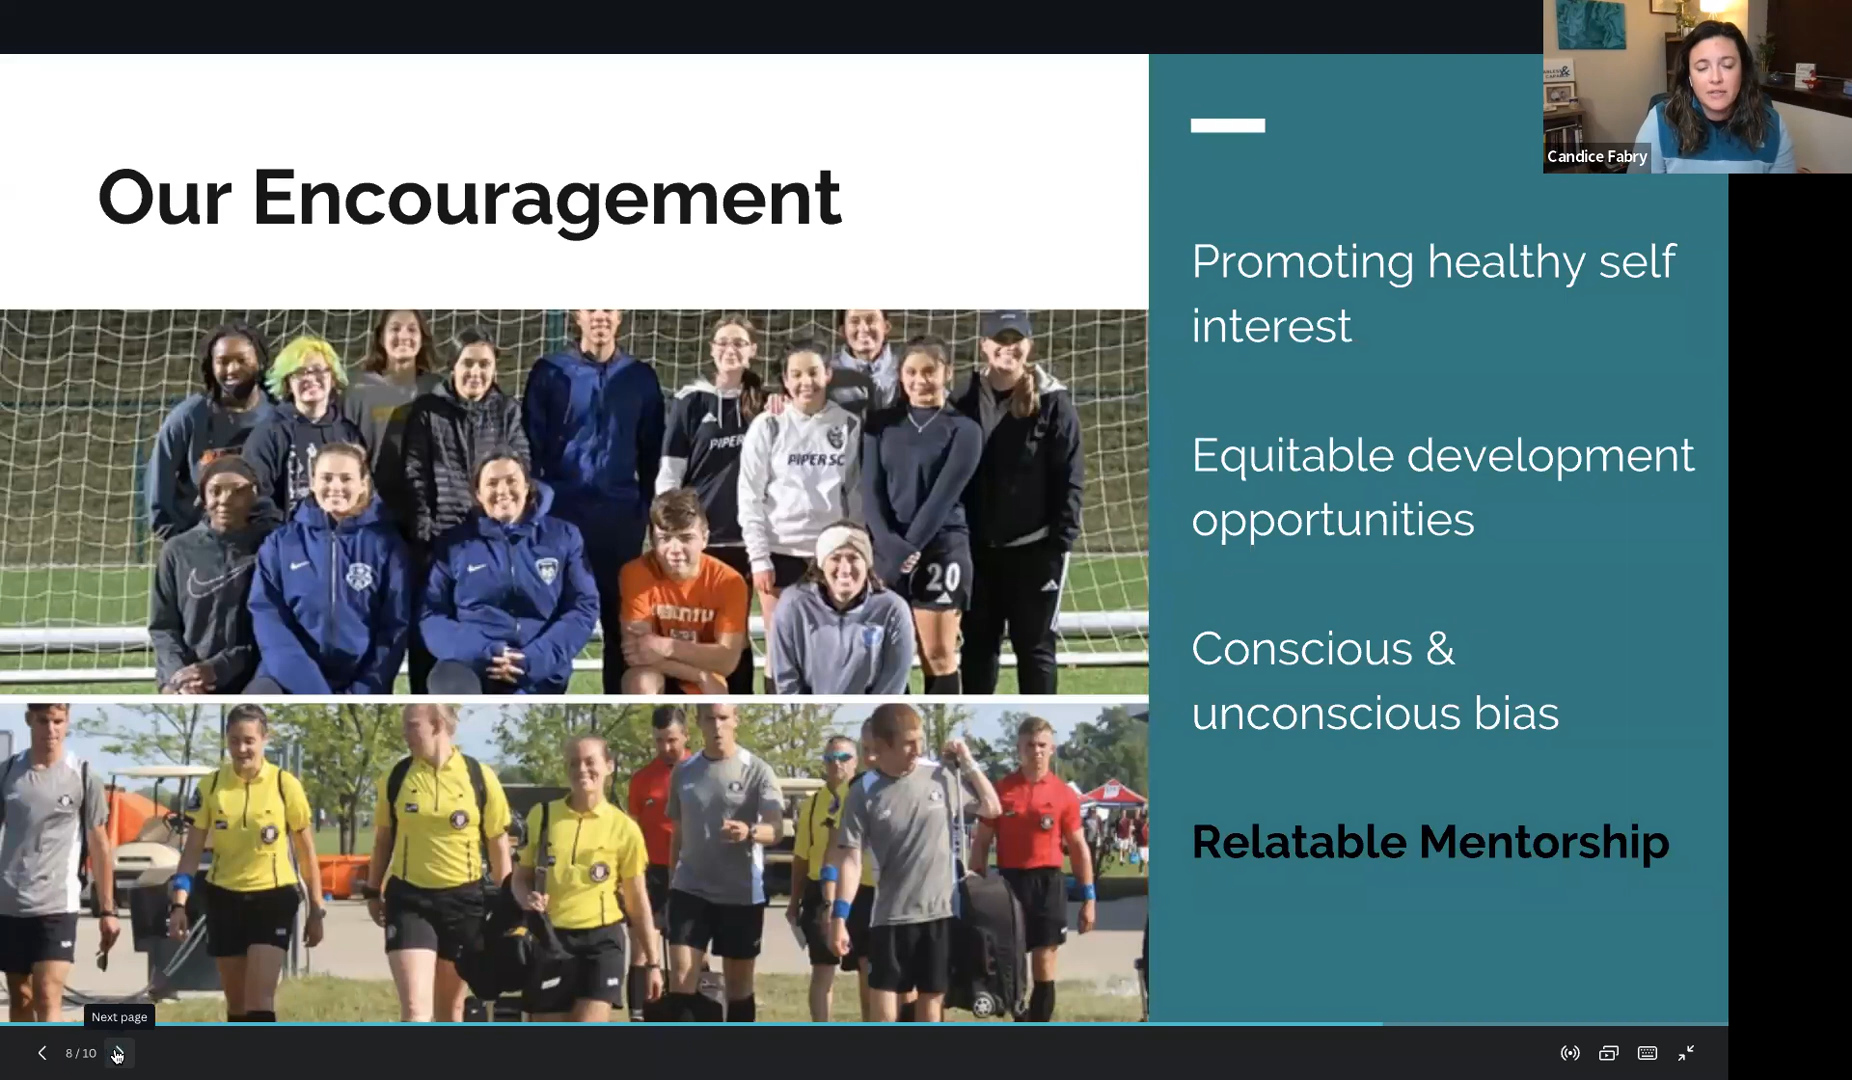 Candice Fabry
Our Encouragement
Promoting healthy self
interest
Equitable development
opportunities
Conscious &
unconscious bias
Relatable Mentorship
PIPER
PIPER SC
20
Next page
8 / 10